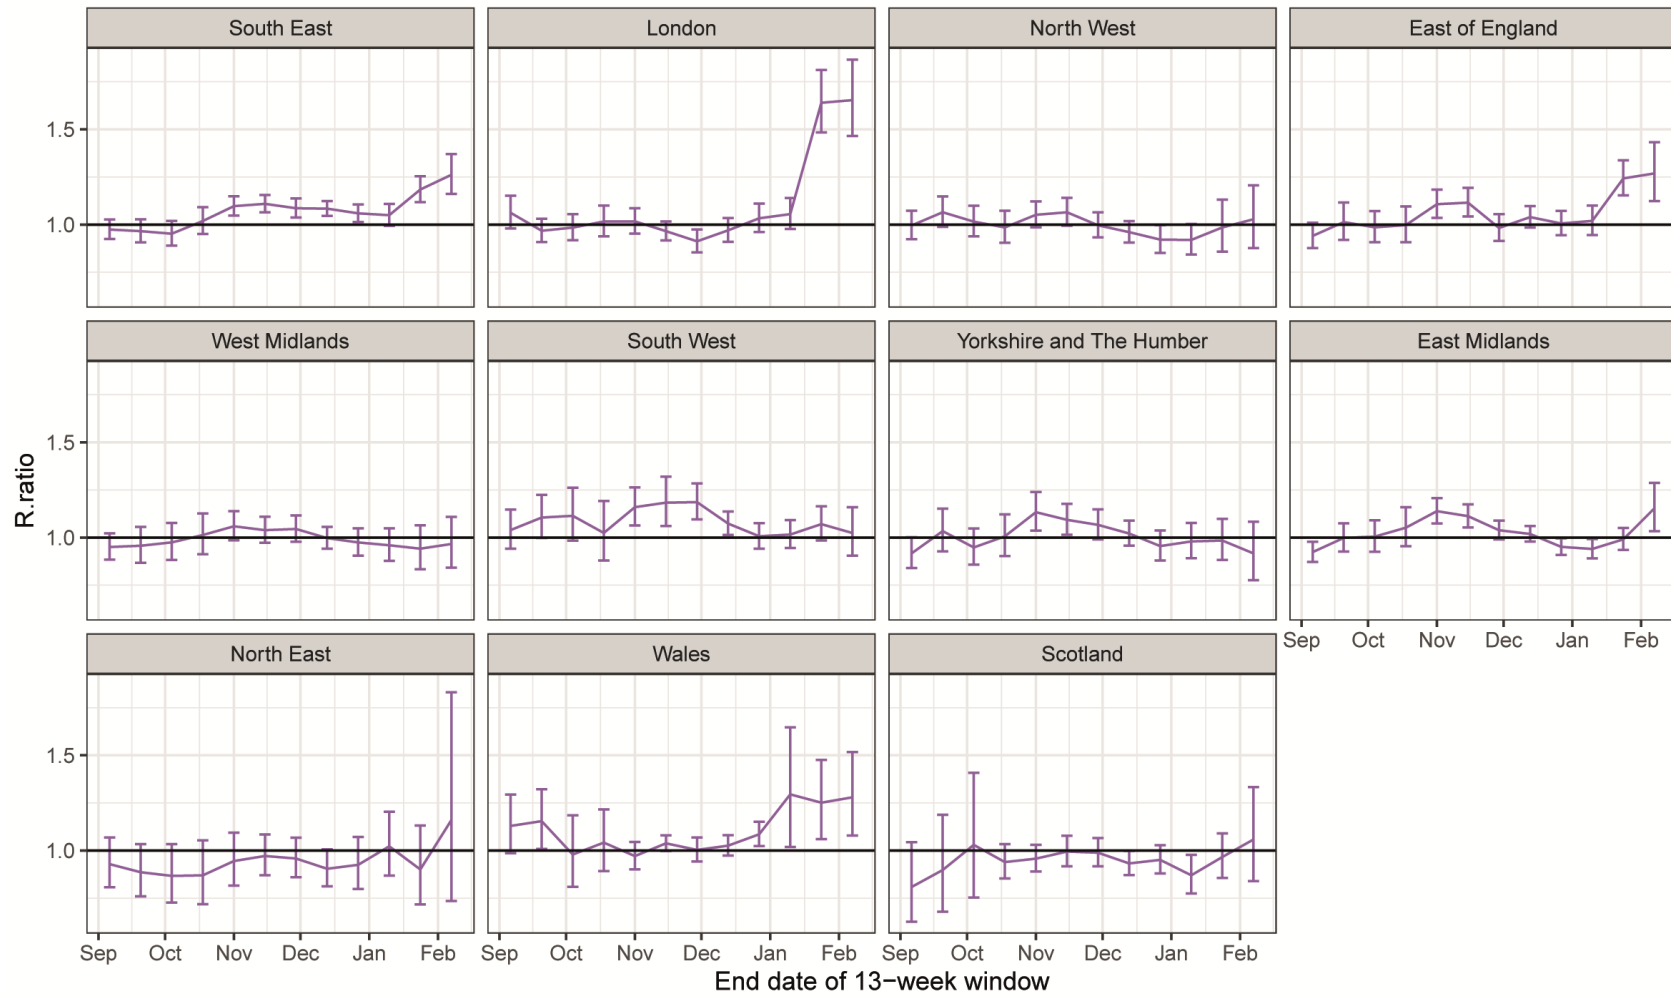 South East London North West East of England
1.5
1.0
West Midlands South West Yorkshire and The Humber East Midlands
1.5
1.0
Sep Oct Nov Dec Jan Feb
North East Wales Scotland
1.5
1.0
Sep Oct Nov Dec Jan Feb Sep Oct Nov Dec Jan Feb Sep Oct Nov Dec Jan Feb
R.ratio
End date of 13−week window